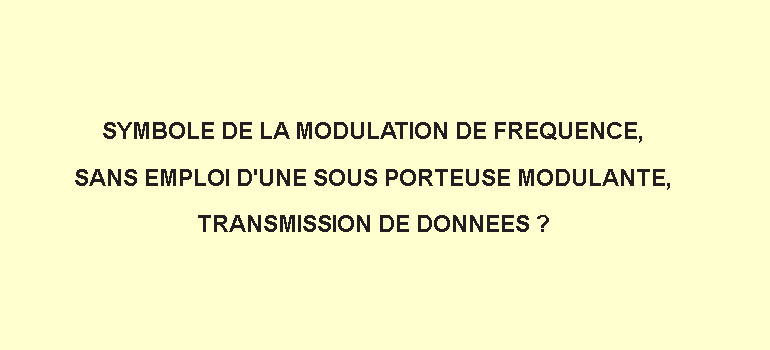 SYMBOLE DE LA MODULATION DE FREQUENCE,
SANS EMPLOI D'UNE SOUS PORTEUSE MODULANTE,
TRANSMISSION DE DONNEES ?